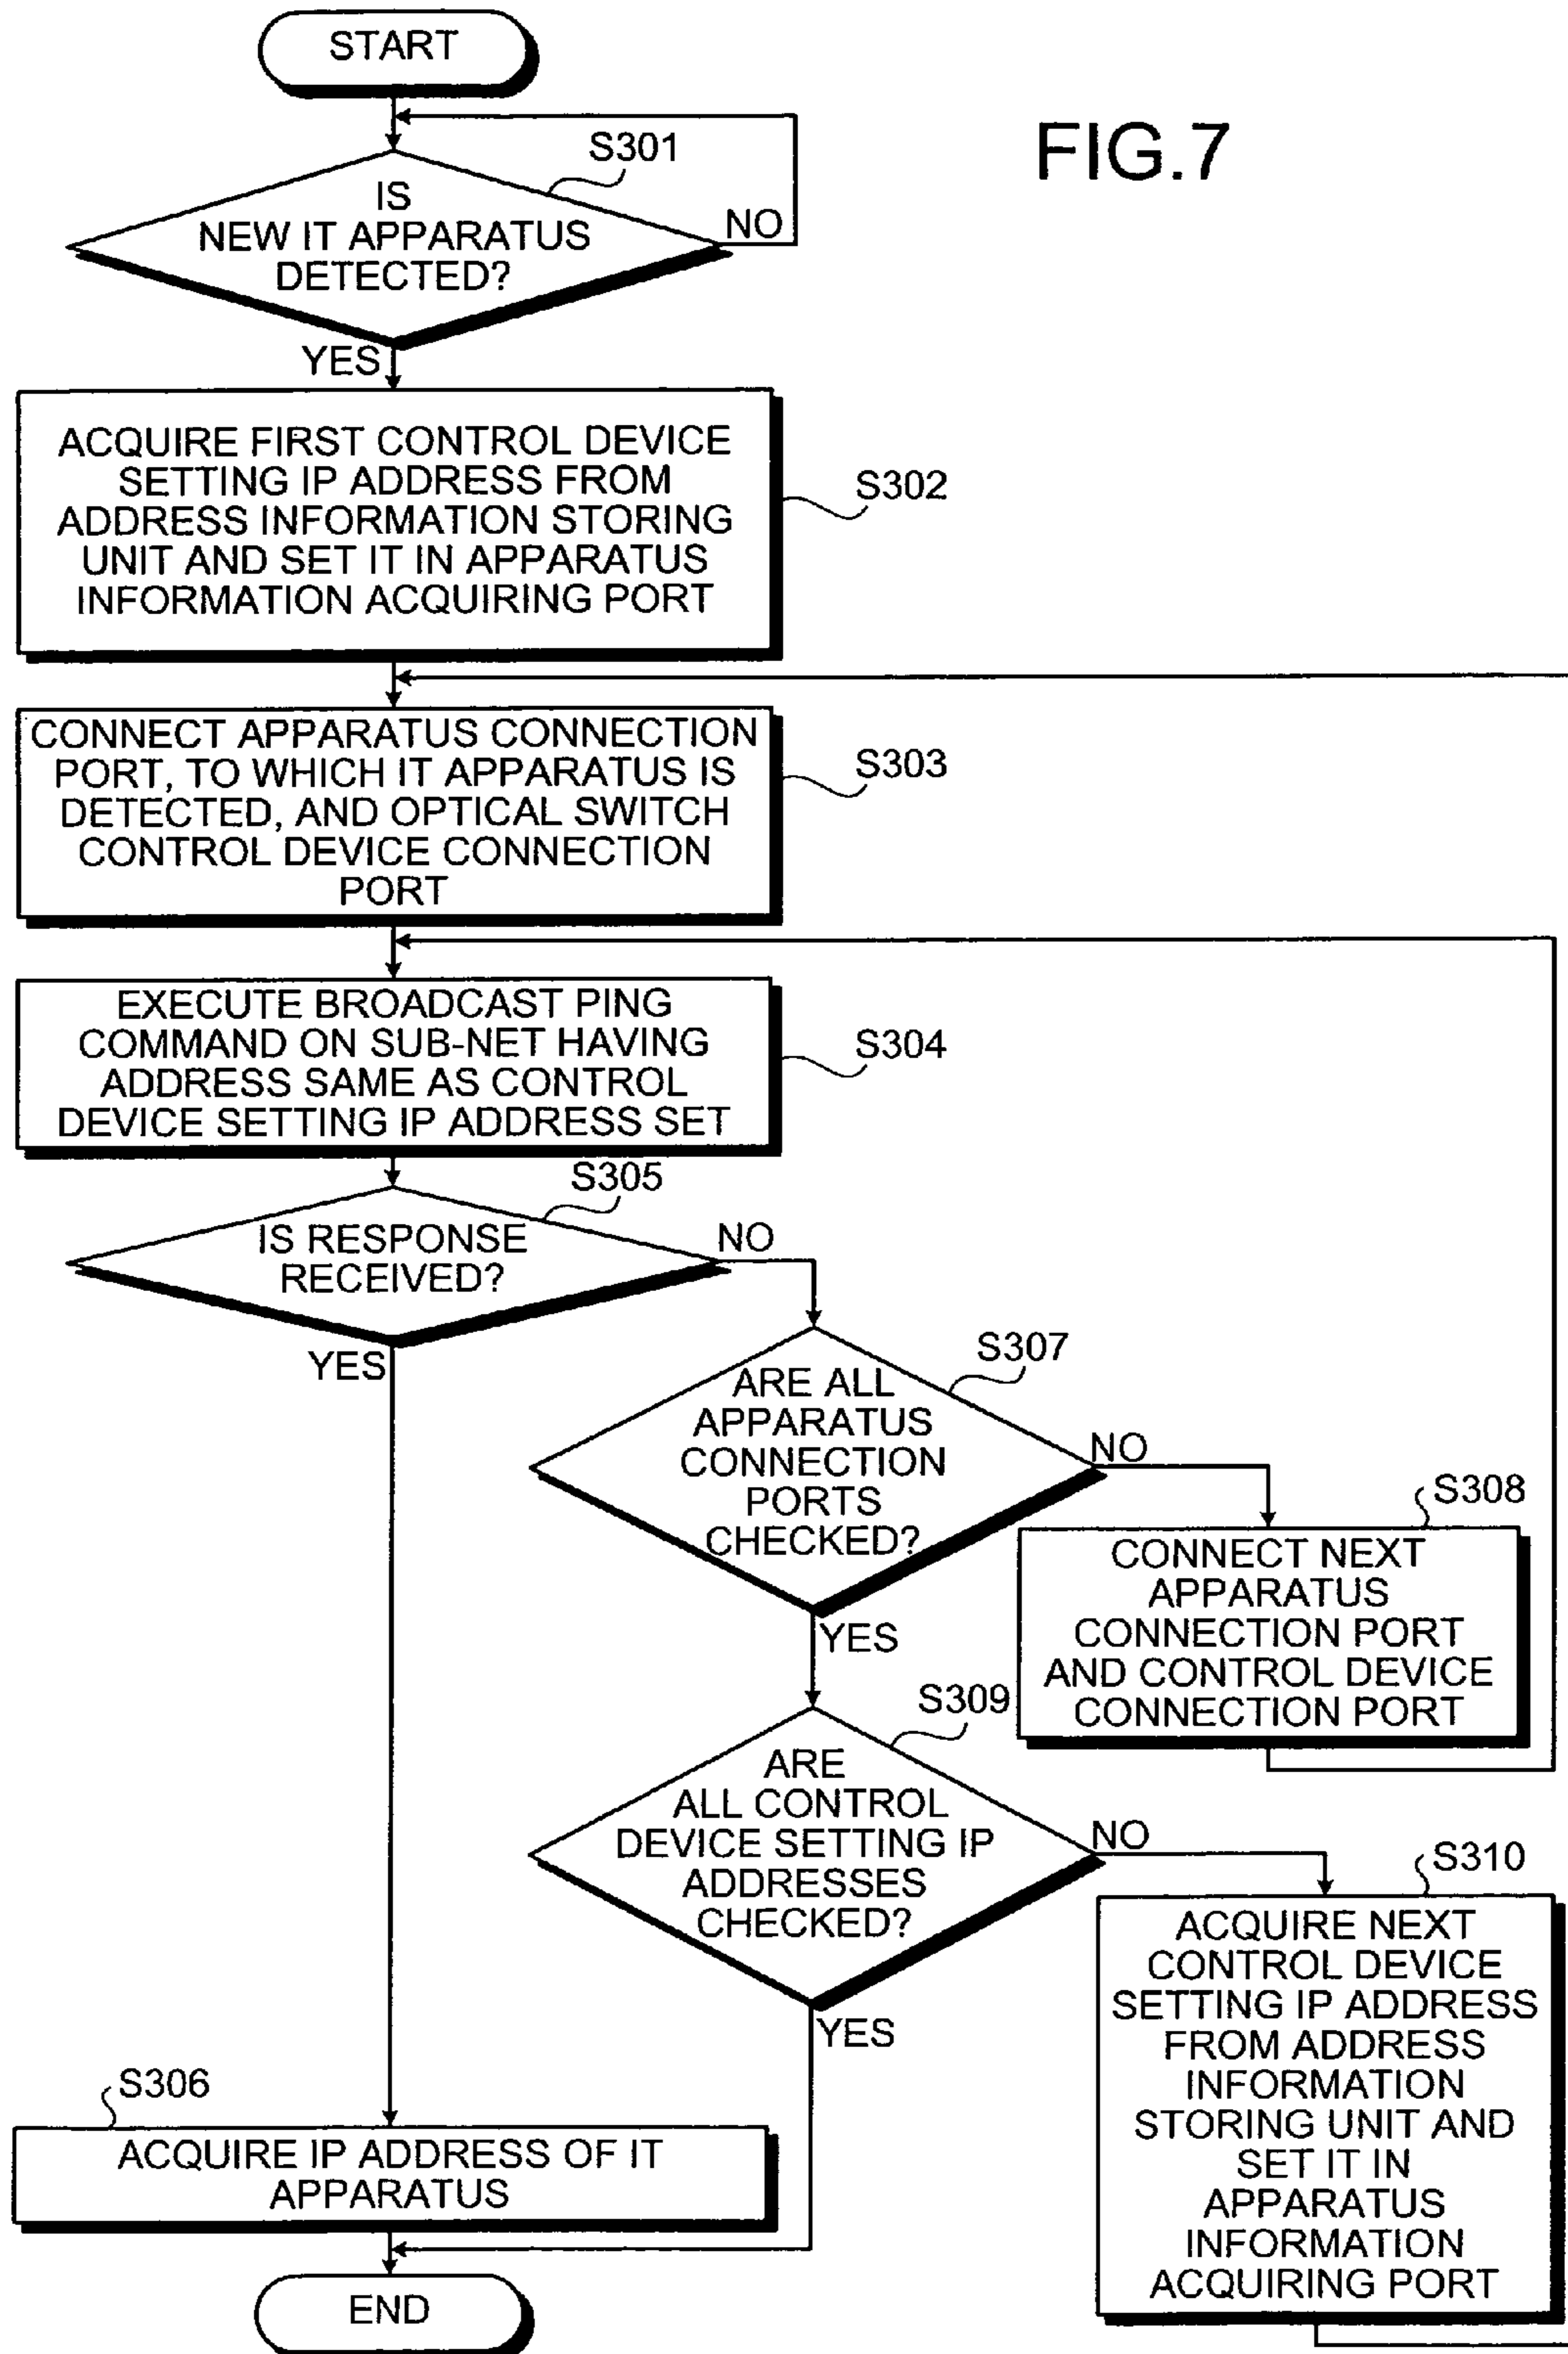 START
FIG.7
S301
IS
NEW IT APPARATUS
DETECTED?
NO
YES
ACQUIRE FIRST CONTROL DEVICE
SETTING IP ADDRESS FROM
ADDRESS INFORMATION STORING
UNIT AND SET IT IN APPARATUS
INFORMATION ACQUIRING PORT
S302
CONNECT APPARATUS CONNECTION
PORT, TO WHICH IT APPARATUS IS
DETECTED, AND OPTICAL SWITCH
CONTROL DEVICE CONNECTION
PORT
S303
EXECUTE BROADCAST PING
COMMAND ON SUB-NET HAVING
ADDRESS SAME AS CONTROL
DEVICE SETTING IP ADDRESS SET
S304
S305
IS RESPONSE
RECEIVED?
NO
YES
S307
ARE ALL
APPARATUS
CONNECTION
PORTS
CHECKED?
NO
YES
S308
CONNECT NEXT
APPARATUS
CONNECTION PORT
AND CONTROL DEVICE
CONNECTION PORT
S309
ARE
ALL CONTROL
DEVICE SETTING IP
ADDRESSES
CHECKED?
NO
YES
S310
ACQUIRE NEXT
CONTROL DEVICE
SETTING IP ADDRESS
FROM ADDRESS
INFORMATION
STORING UNIT AND
SET IT IN
APPARATUS
INFORMATION
ACQUIRING PORT
S306
ACQUIRE IP ADDRESS OF IT
APPARATUS
END